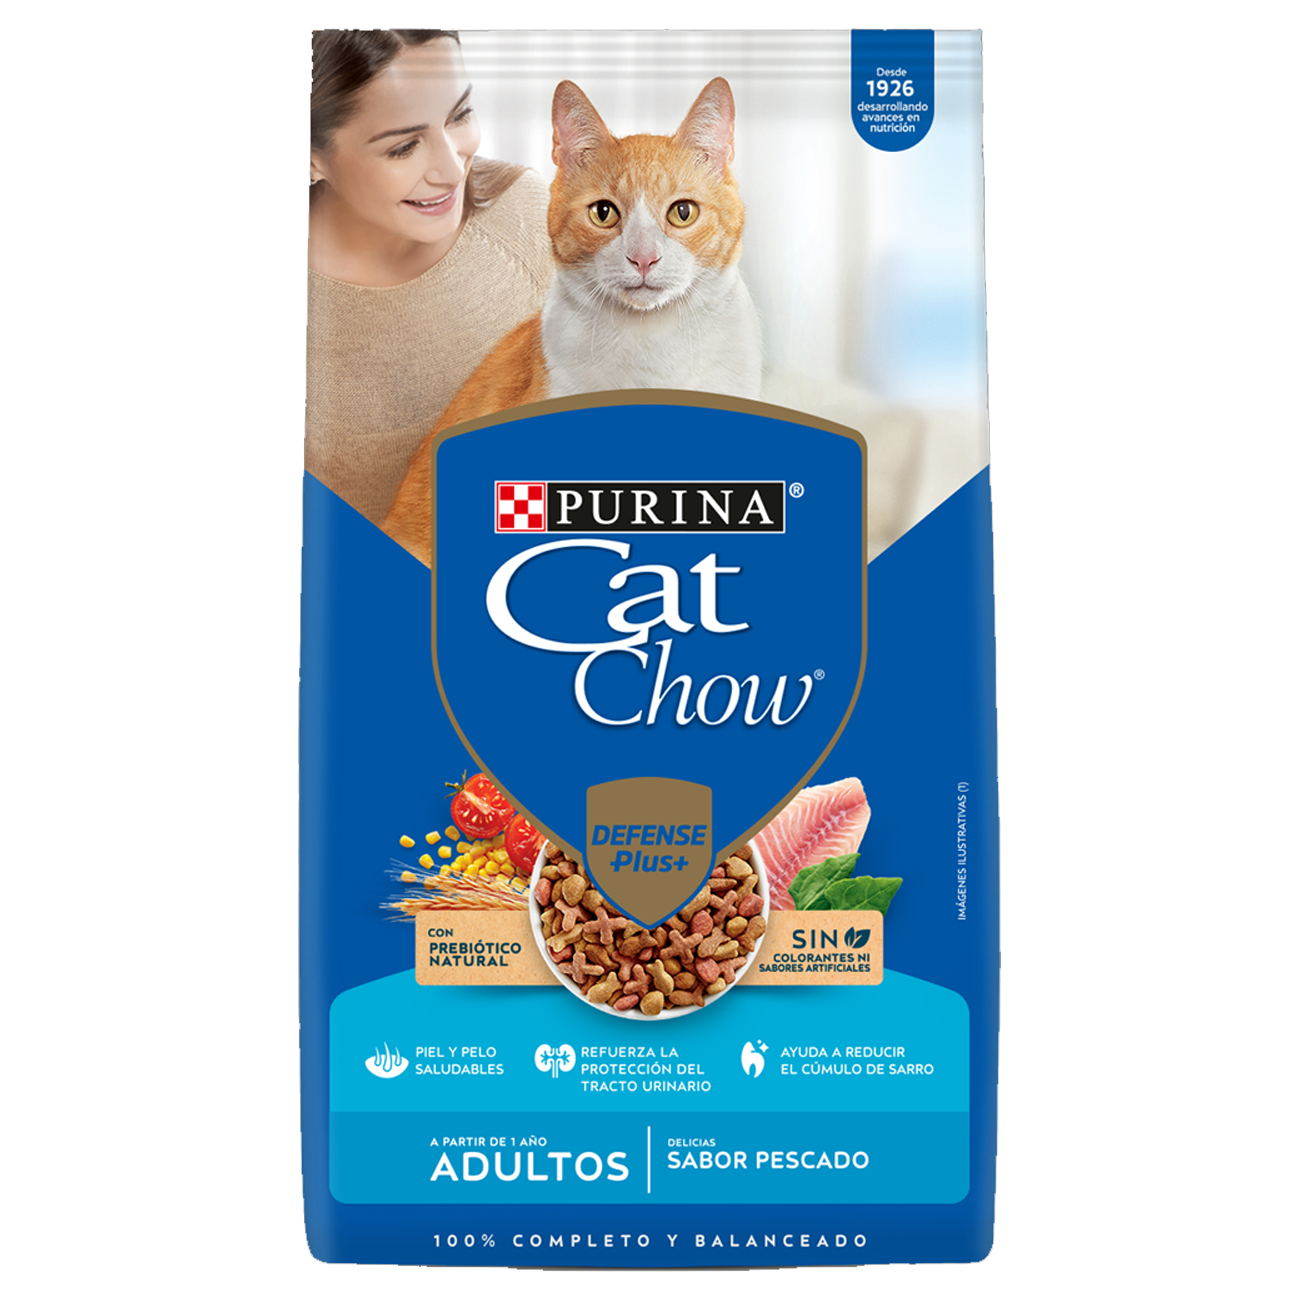 Desde
1926
desarrollando
avances en
nutrición
PURINA®
Cat
Chow®
DEFENSE
Plus+
CON
PREBIÓTICO
NATURAL
SIN
COLORANTES NI
SABORES ARTIFICIALES
IMÁGENES ILUSTRATIVAS (1)
PIEL Y PELO
SALUDABLES
REFUERZA LA
PROTECCIÓN DEL
TRACTO URINARIO
AYUDA A REDUCIR
EL CÚMULO DE SARRO
A PARTIR DE 1 AÑO
ADULTOS
DELICIAS
SABOR PESCADO
100% COMPLETO Y BALANCEADO